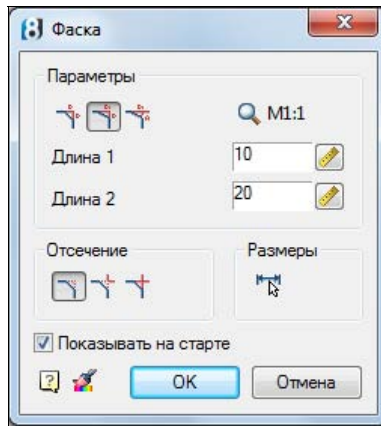 Фаска
Параметры
M1:1
Длина 1 10
Длина 2 20
Отсечение Размеры
Показывать на старте
OK Отмена